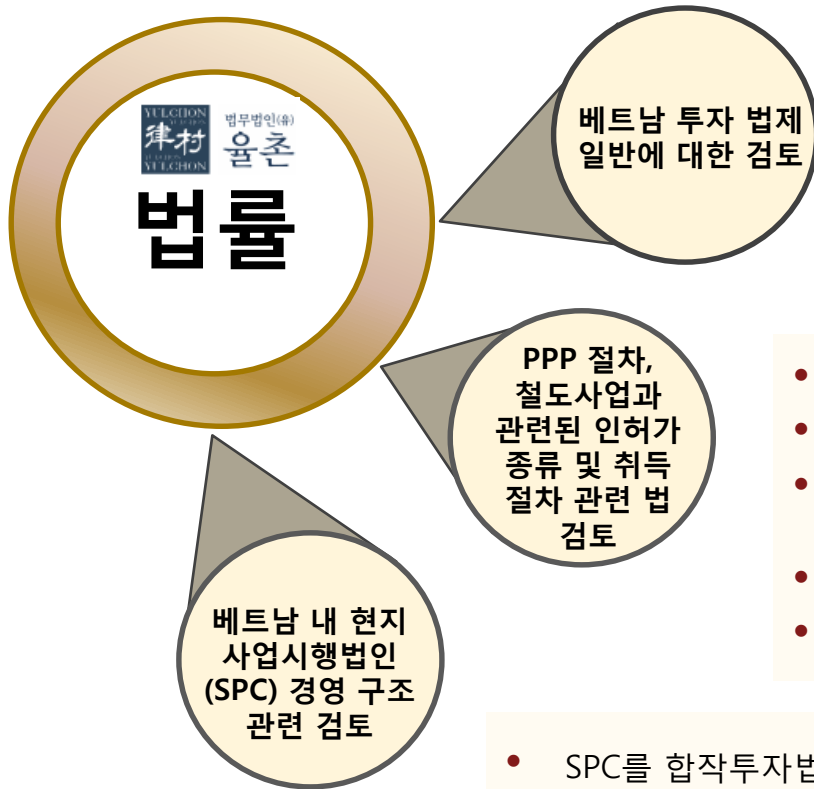 YULCHON
律村
YULCHON
법무법인(유)
율촌
법률
베트남 투자 법제
일반에 대한 검토
PPP 절차,
철도사업과
관련된 인허가
종류 및 취득
절차 관련 법
검토
베트남 내 현지
사업시행법인
(SPC) 경영 구조
관련 검토
• SPC를 합작투자법